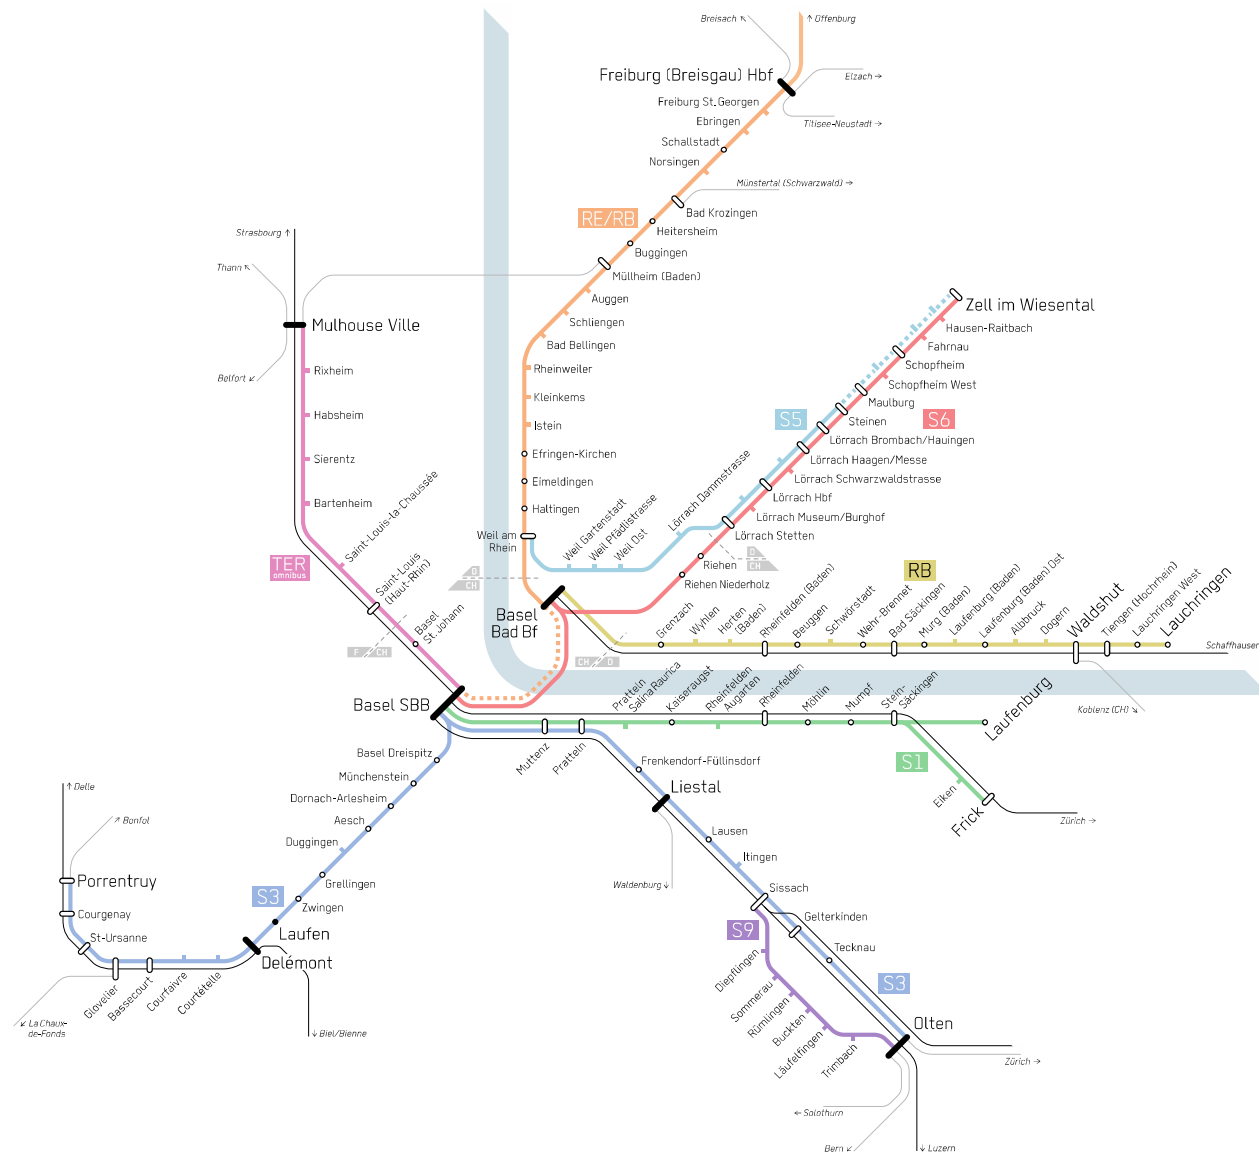 Breisach ↖
↑ Offenburg
Freiburg (Breisgau) Hbf
Elzach →
Freiburg St. Georgen
Ebringen
Titisee-Neustadt →
Schallstadt
Norsingen
Münstertal (Schwarzwald) →
Bad Krozingen
RE/RB
Heitersheim
Buggingen
Strasbourg ↑
Thann ↖
Müllheim (Baden)
Auggen
Zell im Wiesental
Schliengen
Hausen-Raitbach
Mulhouse Ville
Bad Bellingen
Fahrnau
Rixheim
Rheinweiler
Schopfheim
Belfort ↙
Schopfheim West
Kleinkems
Maulburg
Habsheim
Istein
S5
S6
Steinen
Lörrach Brombach/Hauingen
Sierentz
Efringen-Kirchen
Lörrach Haagen/Messe
Lörrach Schwarzwaldstrasse
Eimeldingen
Lörrach Dammstrasse
Lörrach Hbf
Bartenheim
Haltingen
Lörrach Museum/Burghof
Saint-Louis-la-Chaussée
Weil am
Rhein
Weil Gartenstadt
Weil Pfädlistrasse
Weil Ost
Lörrach Stetten
D
CH
Riehen
Riehen Niederholz
TER
omnibus
D
CH
Saint-Louis
(Haut-Rhin)
Basel
St. Johann
F
CH
Basel
Bad Bf
RB
Grenzach
Wyhlen
Herten
(Baden)
Rheinfelden (Baden)
Beuggen
Schwörstadt
Wehr-Brennet
Bad Säckingen
Murg (Baden)
Laufenburg (Baden)
Laufenburg (Baden) Ost
Albbruck
Dogern
Waldshut
Tiengen (Hochrhein)
Lauchringen West
Lauchringen
CH
D
Schaffhausen
Koblenz (CH) ↘
Basel SBB
Muttenz
Pratteln
Pratteln
Salina Raurica
Kaiseraugst
Rheinfelden
Augarten
Rheinfelden
Möhlin
Mumpf
Stein-
Säckingen
Laufenburg
S1
Eiken
Frick
Zürich →
Basel Dreispitz
Münchenstein
Dornach-Arlesheim
Aesch
Duggingen
Grellingen
Zwingen
S3
Laufen
Delémont
↑ Delle
↗ Bonfol
Porrentruy
Courgenay
St-Ursanne
Glovelier
Bassecourt
Courfaivre
Courtételle
↙ La Chaux-
de-Fonds
↓ Biel/Bienne
Frenkendorf-Füllinsdorf
Liestal
Lausen
Itingen
Waldenburg ↓
Sissach
Gelterkinden
S9
Tecknau
Diepflingen
Sommerau
Rümlingen
Buckten
Läufelfingen
Trimbach
S3
Olten
Zürich →
← Solothurn
Bern ↙
↓ Luzern